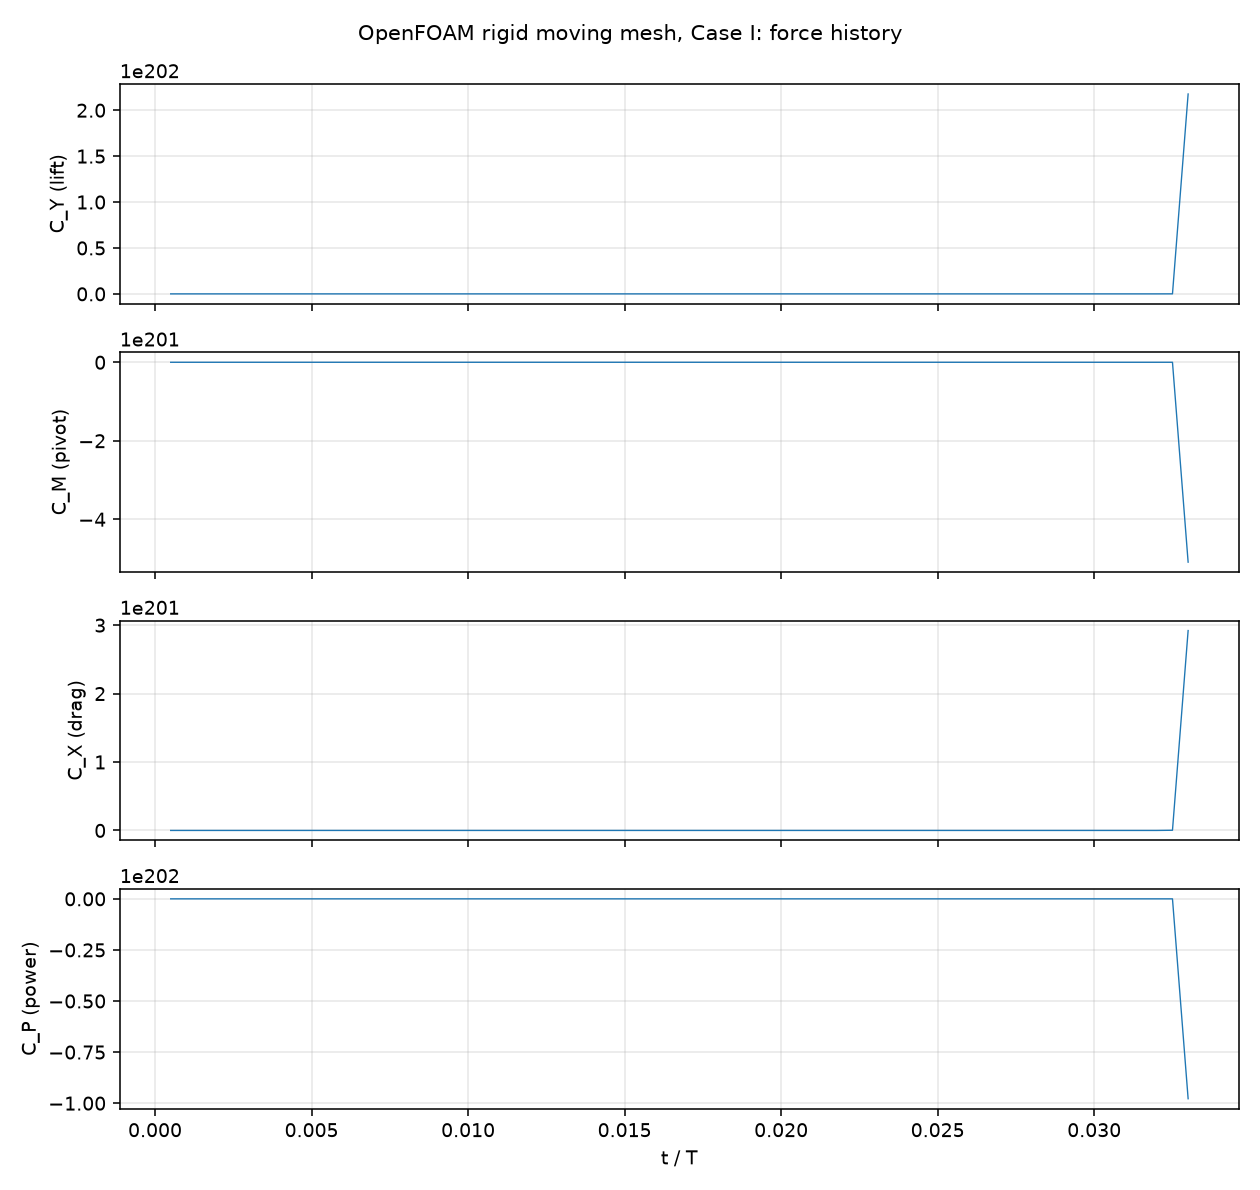 OpenFOAM rigid moving mesh, Case I: force history
1e202
2.0
1.5
1.0
0.5
0.0
C_Y (lift)
1e201
0
−2
−4
C_M (pivot)
1e201
3
2
1
0
C_X (drag)
1e202
0.00
−0.25
−0.50
−0.75
−1.00
C_P (power)
0.000 0.005 0.010 0.015 0.020 0.025 0.030
t / T